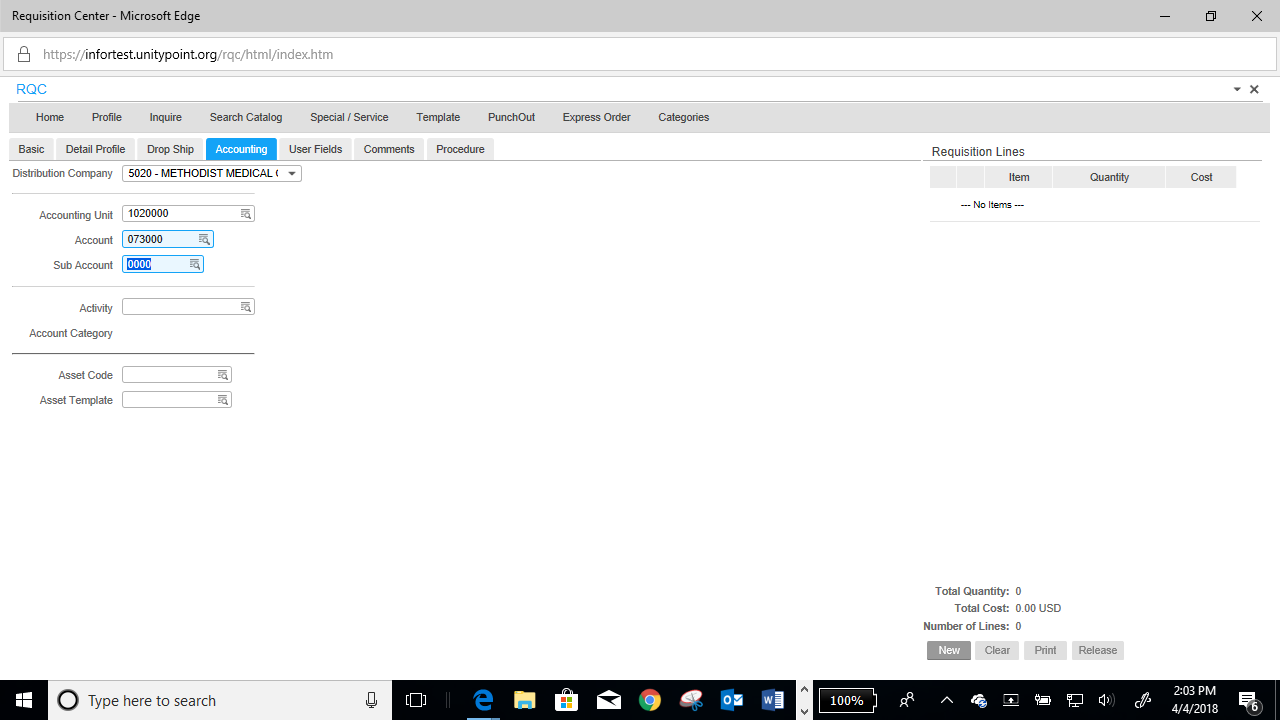 Requisition Center - Microsoft Edge
https://infortest.unitypoint.org/rqc/html/index.htm
RQC
Home Profile Inquire Search Catalog Special / Service Template PunchOut Express Order Categories
Basic Detail Profile Drop Ship Accounting User Fields Comments Procedure
Requisition Lines
Distribution Company 5020 - METHODIST MEDICAL
Item Quantity Cost
--- No Items ---
Accounting Unit 1020000
Account 073000
Sub Account 0000
Activity
Account Category
Asset Code
Asset Template
Total Quantity: 0
Total Cost: 0.00 USD
Number of Lines: 0
New Clear Print Release
Type here to search
100%
2:03 PM
4/4/2018
6